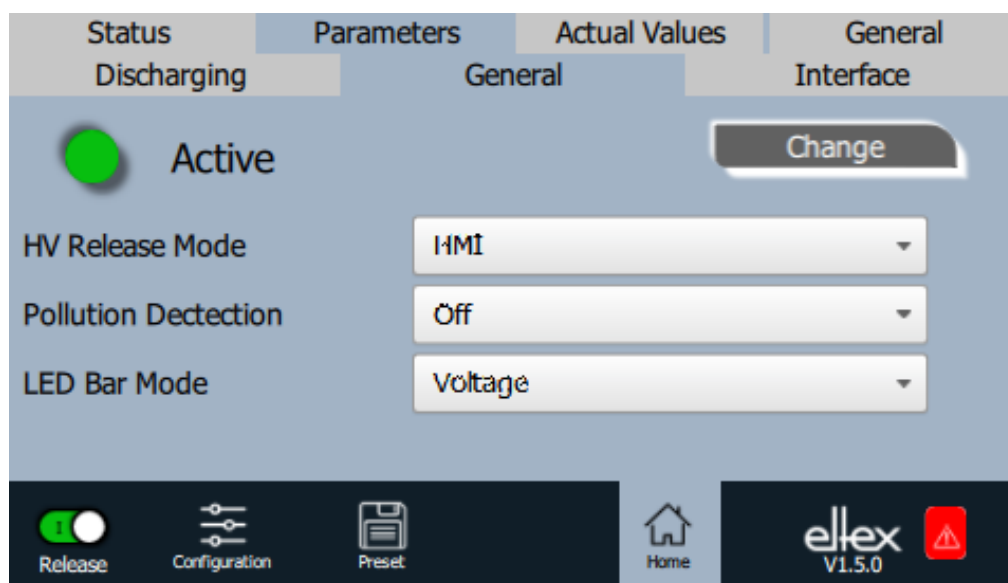 Status Parameters Actual Values General
Discharging General Interface
Active Change
HV Release Mode HMI
Pollution Dectection Off
LED Bar Mode Voltage
I
Release Configuration Preset Home eltex V1.5.0